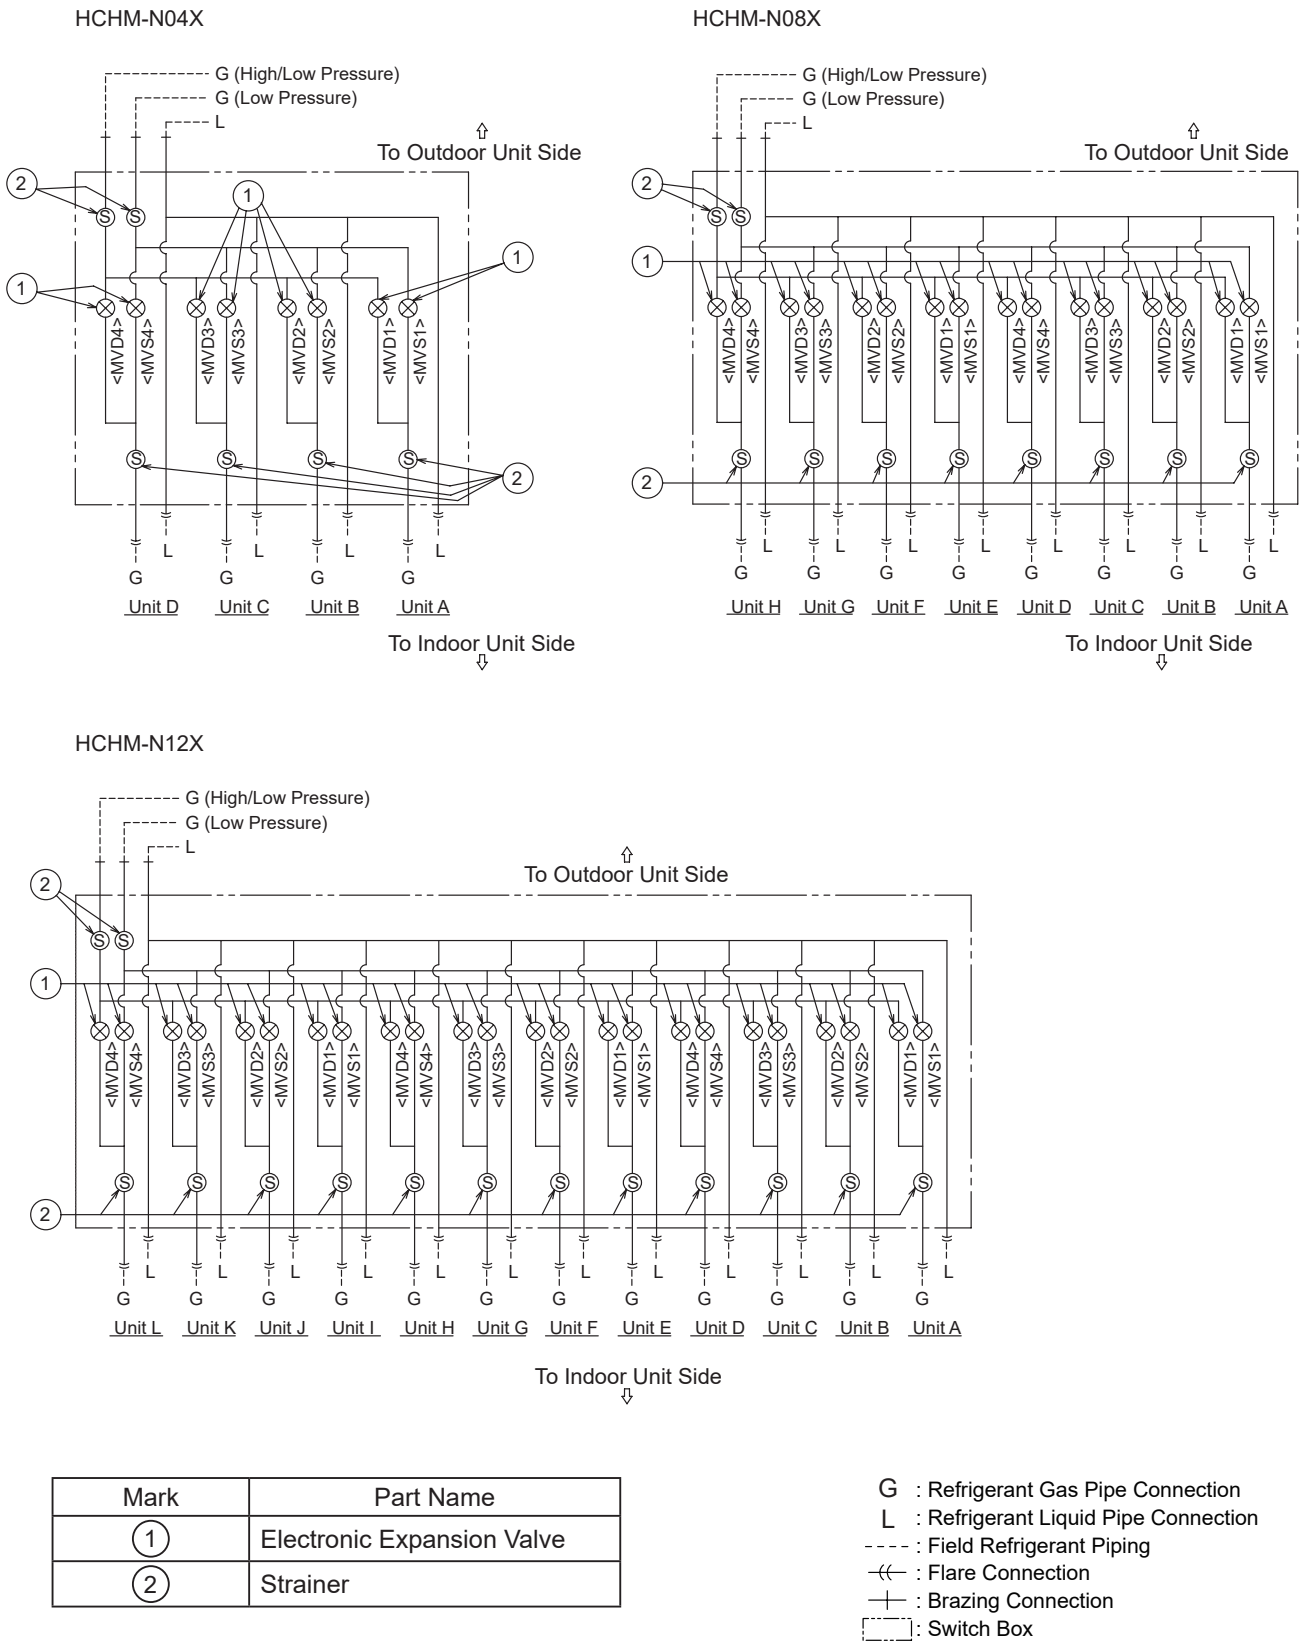 HCHM-N04X
G (High/Low Pressure)
G (Low Pressure)
L
To Outdoor Unit Side
2
1
S S
1
1
<MVD4> <MVS4> <MVD3> <MVS3> <MVD2> <MVS2> <MVD1> <MVS1>
S S S S
2
L L L L
G G G G
Unit D Unit C Unit B Unit A
To Indoor Unit Side
HCHM-N08X
G (High/Low Pressure)
G (Low Pressure)
L
To Outdoor Unit Side
2
S S
1
<MVD4> <MVS4> <MVD3> <MVS3> <MVD2> <MVS2> <MVD1> <MVS1> <MVD4> <MVS4> <MVD3> <MVS3> <MVD2> <MVS2> <MVD1> <MVS1>
S S S S S S S S
2
L L L L L L L L
G G G G G G G G
Unit H Unit G Unit F Unit E Unit D Unit C Unit B Unit A
To Indoor Unit Side
HCHM-N12X
G (High/Low Pressure)
G (Low Pressure)
L
To Outdoor Unit Side
2
S S
1
<MVD4> <MVS4> <MVD3> <MVS3> <MVD2> <MVS2> <MVD1> <MVS1> <MVD4> <MVS4> <MVD3> <MVS3> <MVD2> <MVS2> <MVD1> <MVS1> <MVD4> <MVS4> <MVD3> <MVS3> <MVD2> <MVS2> <MVD1> <MVS1>
S S S S S S S S S S S S
2
L L L L L L L L L L L L
G G G G G G G G G G G G
Unit L Unit K Unit J Unit I Unit H Unit G Unit F Unit E Unit D Unit C Unit B Unit A
To Indoor Unit Side
Mark Part Name
1 Electronic Expansion Valve
2 Strainer
G : Refrigerant Gas Pipe Connection
L : Refrigerant Liquid Pipe Connection
: Field Refrigerant Piping
: Flare Connection
: Brazing Connection
: Switch Box